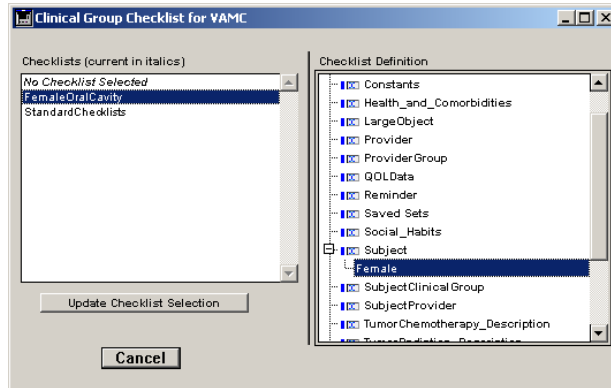 Clinical Group Checklist for VAMC
Checklists (current in italics)
No Checklist Selected
FemaleOralCavity
StandardChecklists
Update Checklist Selection
Cancel
Checklist Definition
Constants
Health_and_Comorbidities
LargeObject
Provider
ProviderGroup
QOLData
Reminder
Saved Sets
Social_Habits
Subject
Female
SubjectClinicalGroup
SubjectProvider
TumorChemotherapy_Description